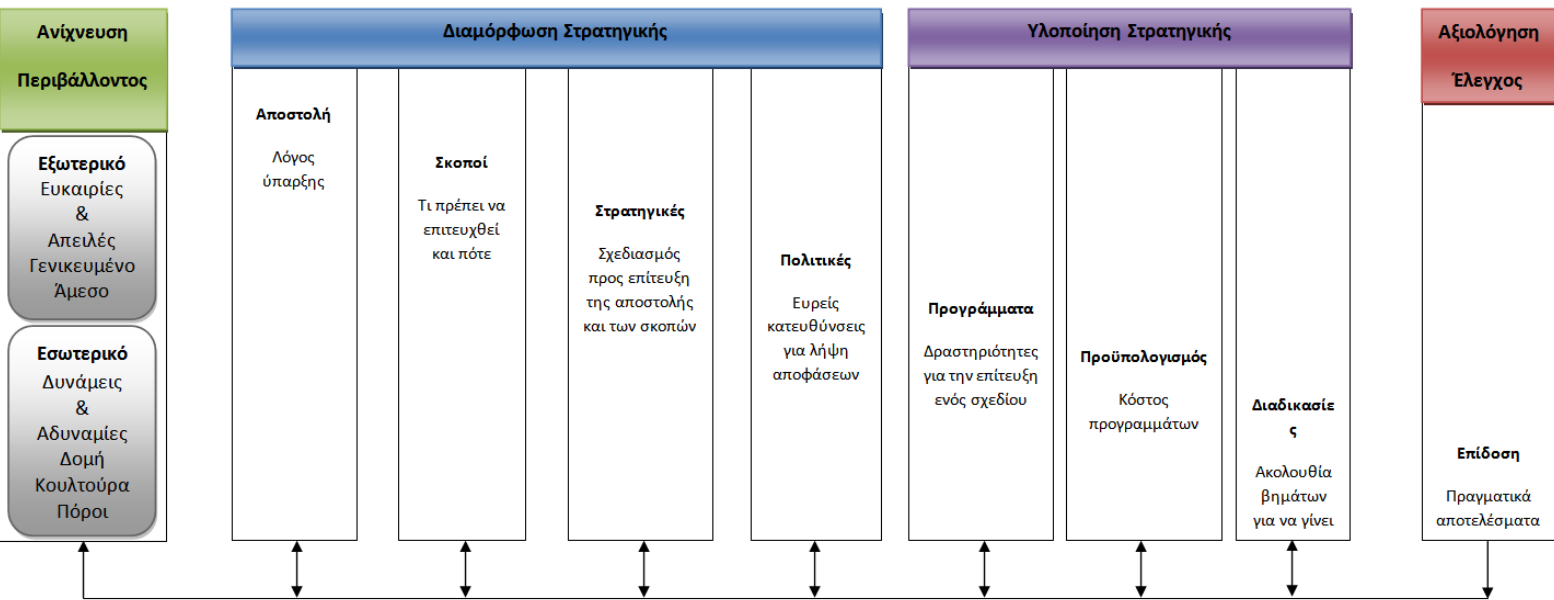 Ανίχνευση
Περιβάλλοντος
Εξωτερικό
Ευκαιρίες
&
Απειλές
Γενικευμένο
Άμεσο
Εσωτερικό
Δυνάμεις
&
Αδυναμίες
Δομή
Κουλτούρα
Πόροι
Διαμόρφωση Στρατηγικής
Αποστολή
Λόγος
ύπαρξης
Σκοποί
Τι πρέπει να
επιτευχθεί
και πότε
Στρατηγικές
Σχεδιασμός
προς επίτευξη
της αποστολής
και των σκοπών
Πολιτικές
Ευρείς
κατευθύνσεις
για λήψη
αποφάσεων
Υλοποίηση Στρατηγικής
Προγράμματα
Δραστηριότητες
για την επίτευξη
ενός σχεδίου
Προϋπολογισμός
Κόστος
προγραμμάτων
Διαδικασίε
ς
Ακολουθία
βημάτων
για να γίνει
Αξιολόγηση
Έλεγχος
Επίδοση
Πραγματικά
αποτελέσματα